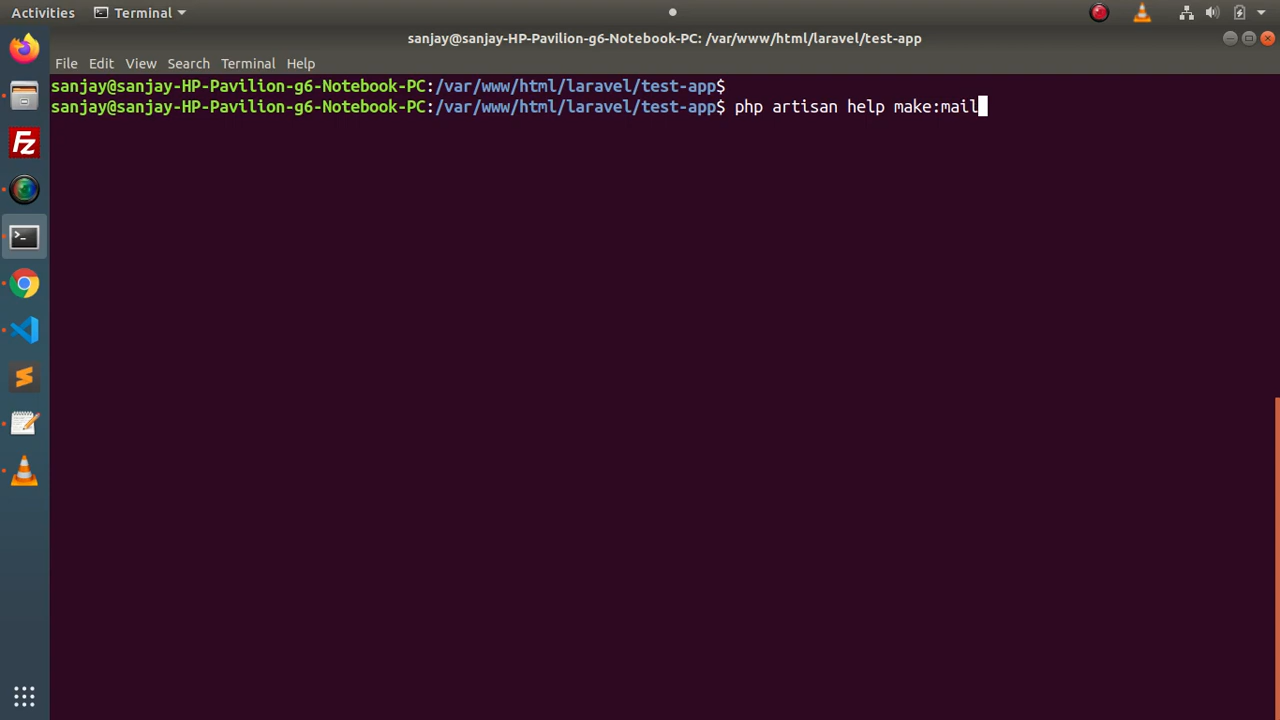 Activities Terminal
sanjay@sanjay-HP-Pavilion-g6-Notebook-PC: /var/www/html/laravel/test-app
File Edit View Search Terminal Help
sanjay@sanjay-HP-Pavilion-g6-Notebook-PC:/var/www/html/laravel/test-app$
sanjay@sanjay-HP-Pavilion-g6-Notebook-PC:/var/www/html/laravel/test-app$ php artisan help make:mail